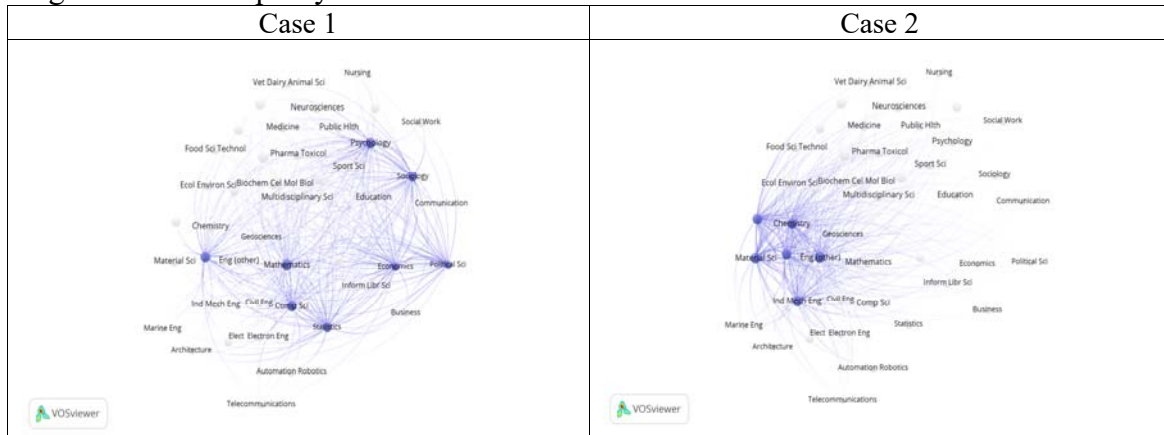 Case 1
Case 2
Nursing
Vet Dairy Animal Sci
Neurosciences
Medicine Public Hlth Social Work
Psychology
Food Sci Technol Pharma Toxicol
Sport Sci
Sociology
Ecol Environ Sci Biochem Cel Mol Biol
Multidisciplinary Sci Education
Communication
Chemistry
Geosciences
Material Sci Eng (other) Mathematics Economics Political Sci
Inform Libr Sci
Ind Mesh Eng Civil Eng Comp Sci
Business
Marine Eng Statistics
Elect Electron Eng
Architecture
Automation Robotics
Telecommunications
VOSviewer
Nursing
Vet Dairy Animal Sci
Neurosciences
Medicine Public Hlth Social Work
Psychology
Food Sci Technol Pharma Toxicol
Sport Sci
Sociology
Ecol Environ Sci Biochem Cel Mol Biol
Multidisciplinary Sci Education
Communication
Chemistry
Geosciences
Material Sci Eng (other) Mathematics Economics Political Sci
Inform Libr Sci
Ind Mesh Eng Civil Eng Comp Sci
Business
Marine Eng Statistics
Elect Electron Eng
Architecture
Automation Robotics
Telecommunications
VOSviewer